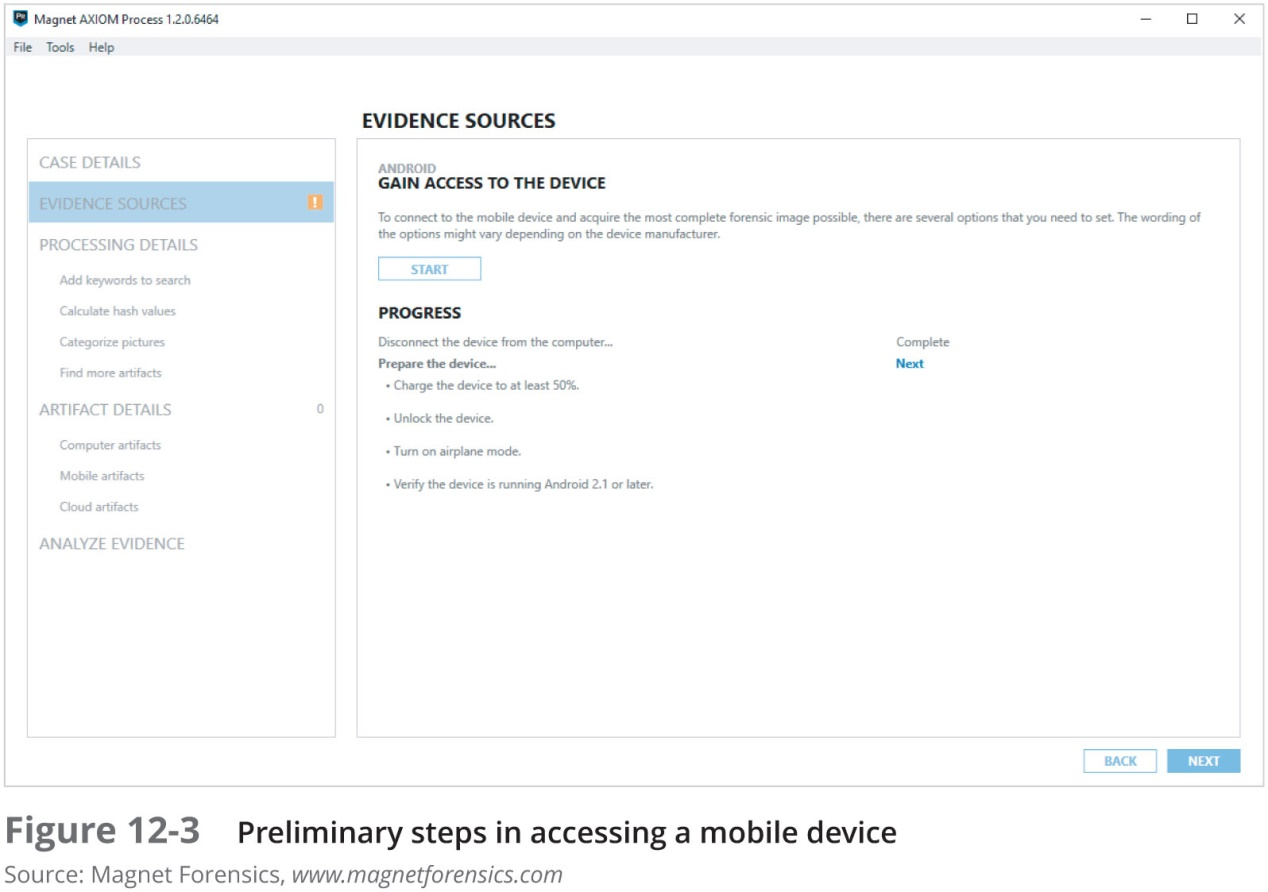 Magnet AXIOM Process 1.2.0.6464
File Tools Help
EVIDENCE SOURCES
CASE DETAILS
EVIDENCE SOURCES !
PROCESSING DETAILS
Add keywords to search
Calculate hash values
Categorize pictures
Find more artifacts
ARTIFACT DETAILS 0
Computer artifacts
Mobile artifacts
Cloud artifacts
ANALYZE EVIDENCE
ANDROID
GAIN ACCESS TO THE DEVICE
To connect to the mobile device and acquire the most complete forensic image possible, there are several options that you need to set. The wording of
the options might vary depending on the device manufacturer.
START
PROGRESS
Disconnect the device from the computer... Complete
Prepare the device... Next
• Charge the device to at least 50%.
• Unlock the device.
• Turn on airplane mode.
• Verify the device is running Android 2.1 or later.
BACK NEXT
Figure 12-3 Preliminary steps in accessing a mobile device
Source: Magnet Forensics, www.magnetforensics.com